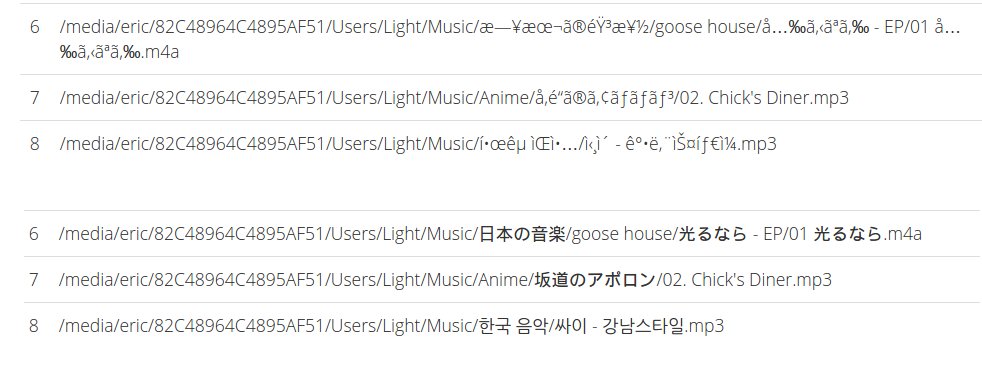 6 /media/eric/82C48964C4895AF51/Users/Light/Music/æ—¥æœ¬ã®éŸ³æ¥½/goose house/å…‰ã‚‹ãªã‚‰ - EP/01 å…
‰ã‚‹ãªã‚‰.m4a
7 /media/eric/82C48964C4895AF51/Users/Light/Music/Anime/å‚é“ã®ã‚¢ãƒãƒãƒ³/02. Chick's Diner.mp3
8 /media/eric/82C48964C4895AF51/Users/Light/Music/í•œêµ­ ìŒì•…/ì‹¸ì´ - ê°•ë‚¨ìŠ¤íƒ€ì¼.mp3
6 /media/eric/82C48964C4895AF51/Users/Light/Music/日本の音楽/goose house/光るなら - EP/01 光るなら.m4a
7 /media/eric/82C48964C4895AF51/Users/Light/Music/Anime/坂道のアポロン/02. Chick's Diner.mp3
8 /media/eric/82C48964C4895AF51/Users/Light/Music/한국 음악/싸이 - 강남스타일.mp3